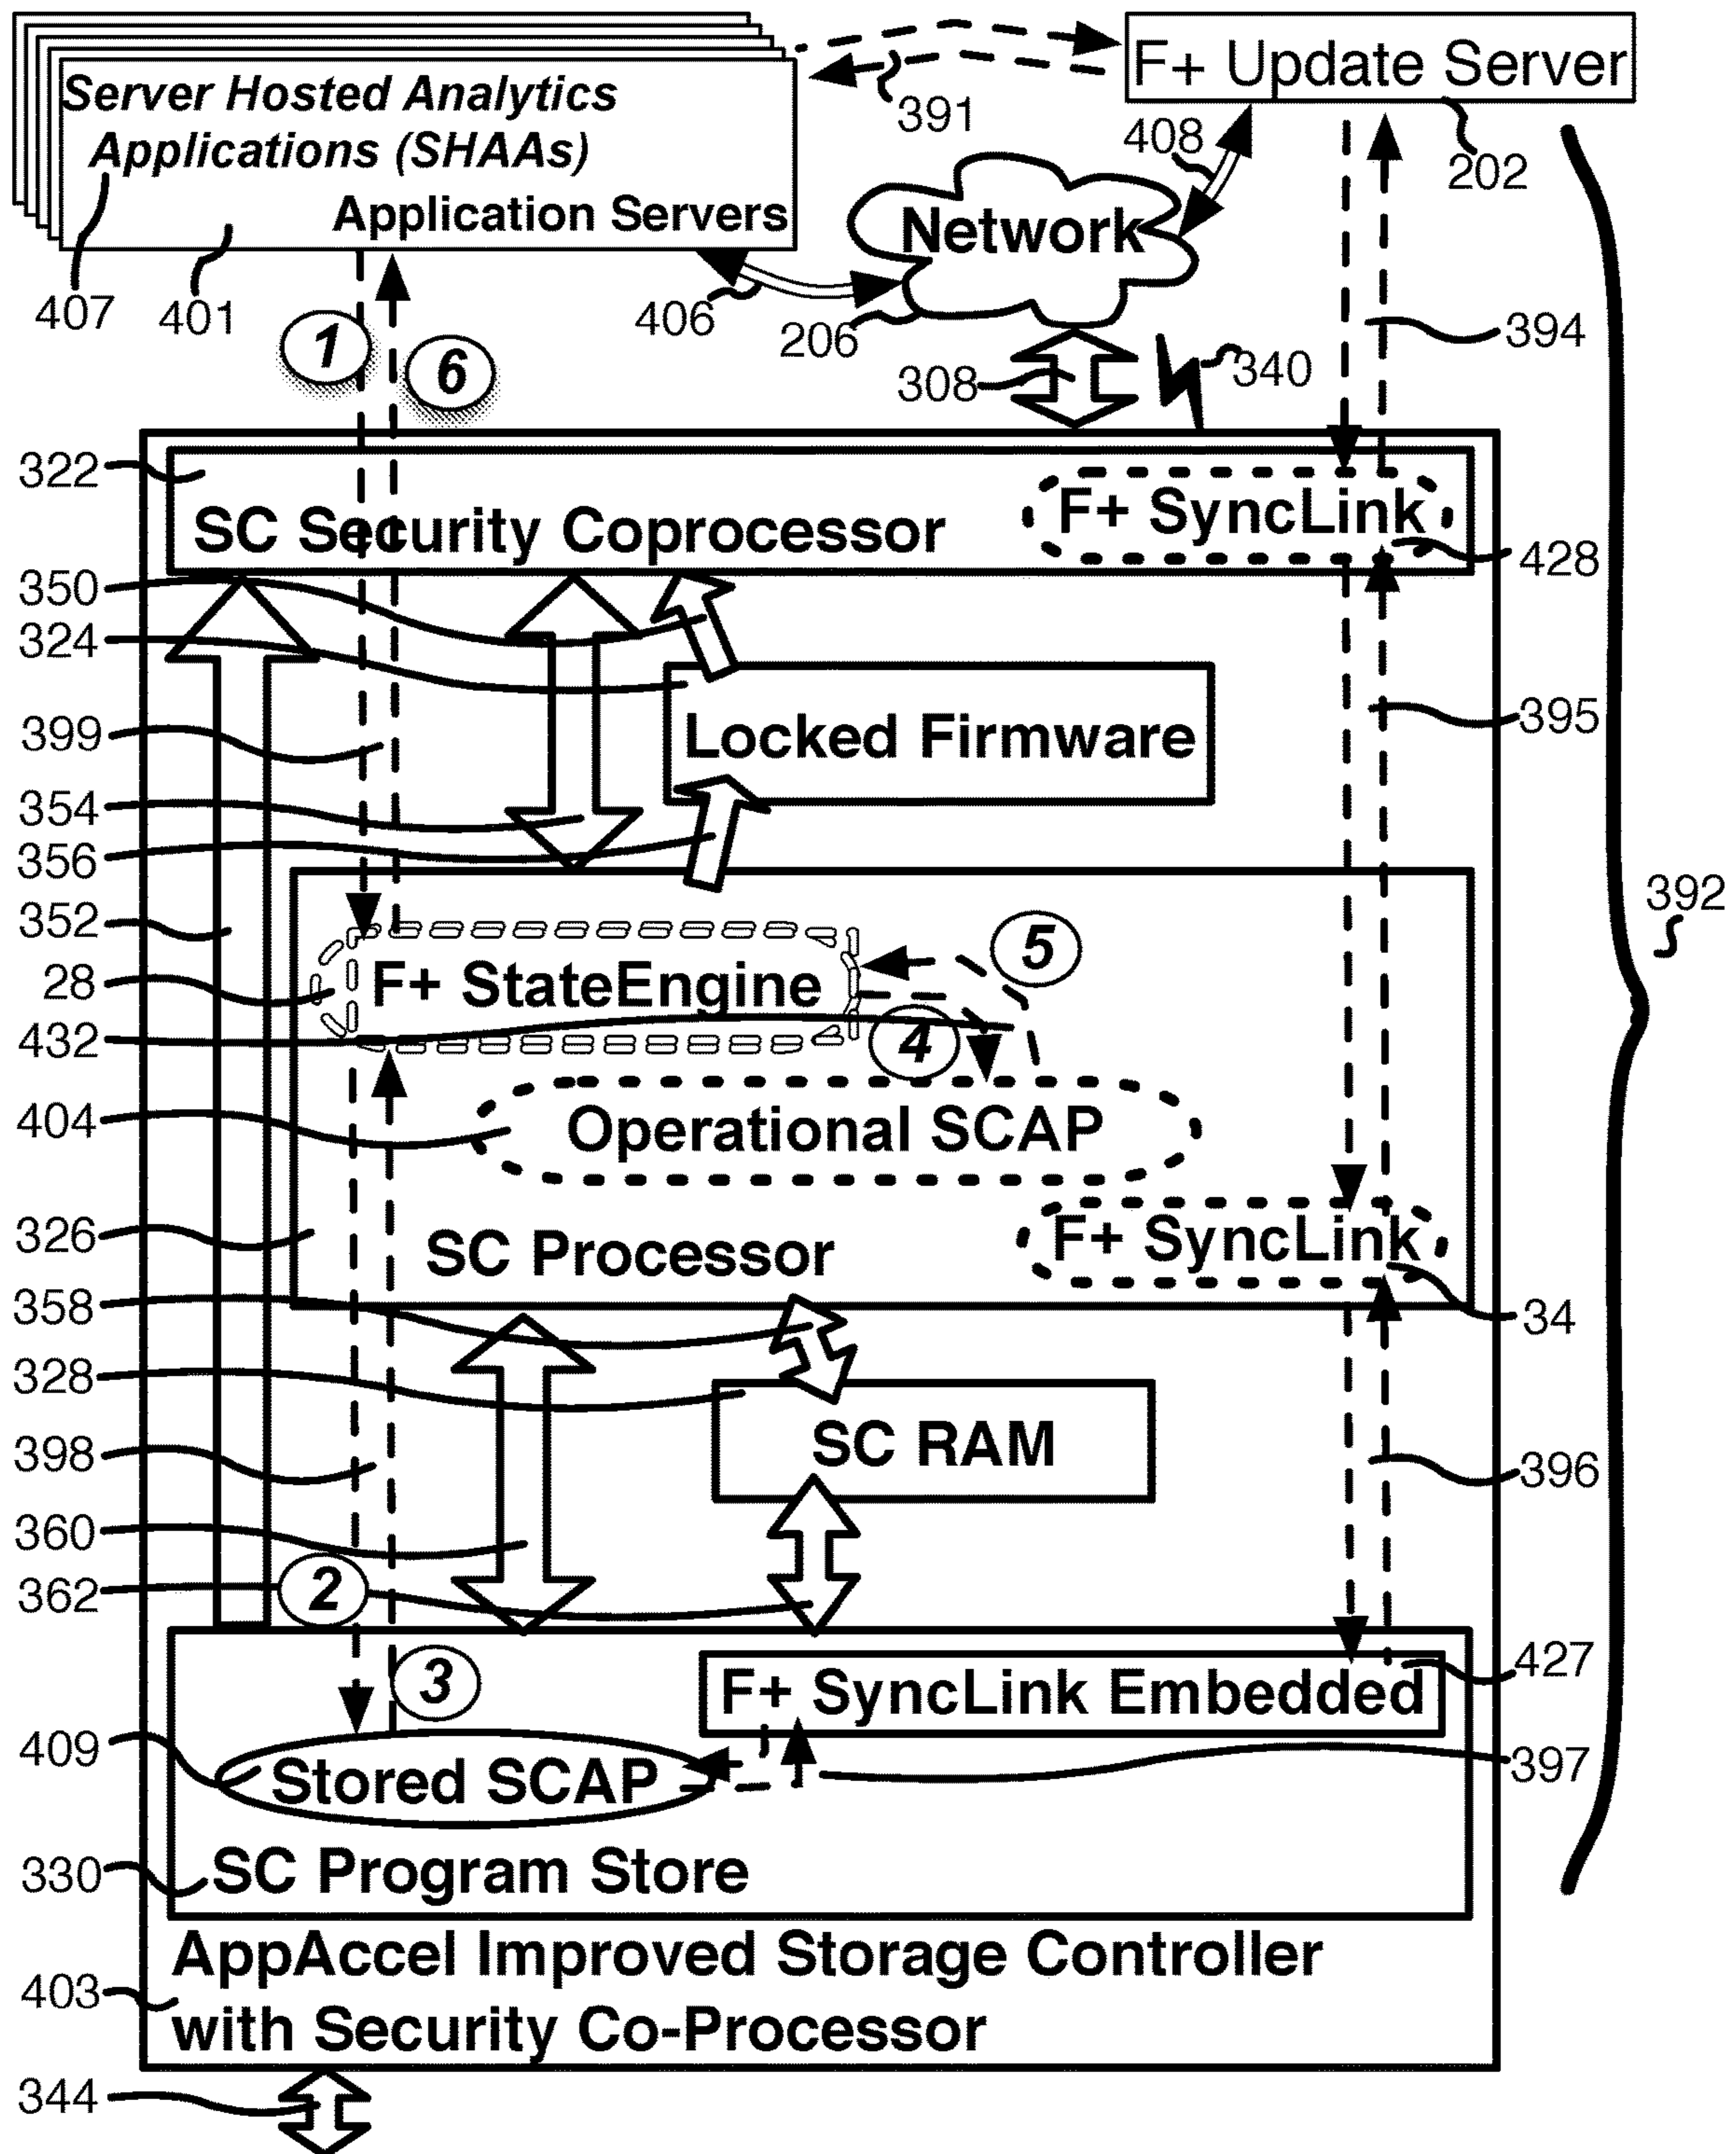 Server Hosted Analytics
Applications (SHAAs)
Application Servers
F+ Update Server
391
408
202
Network
407
401
406
206
308
340
394
1
6
322
SC Security Coprocessor
F+ SyncLink
428
350
324
399
Locked Firmware
395
354
356
352
392
28
F+ StateEngine
5
432
4
404
Operational SCAP
326
SC Processor
F+ SyncLink
358
34
328
SC RAM
398
396
360
362
2
3
F+ SyncLink Embedded
427
409
Stored SCAP
397
330
SC Program Store
AppAccel Improved Storage Controller
403
with Security Co-Processor
344